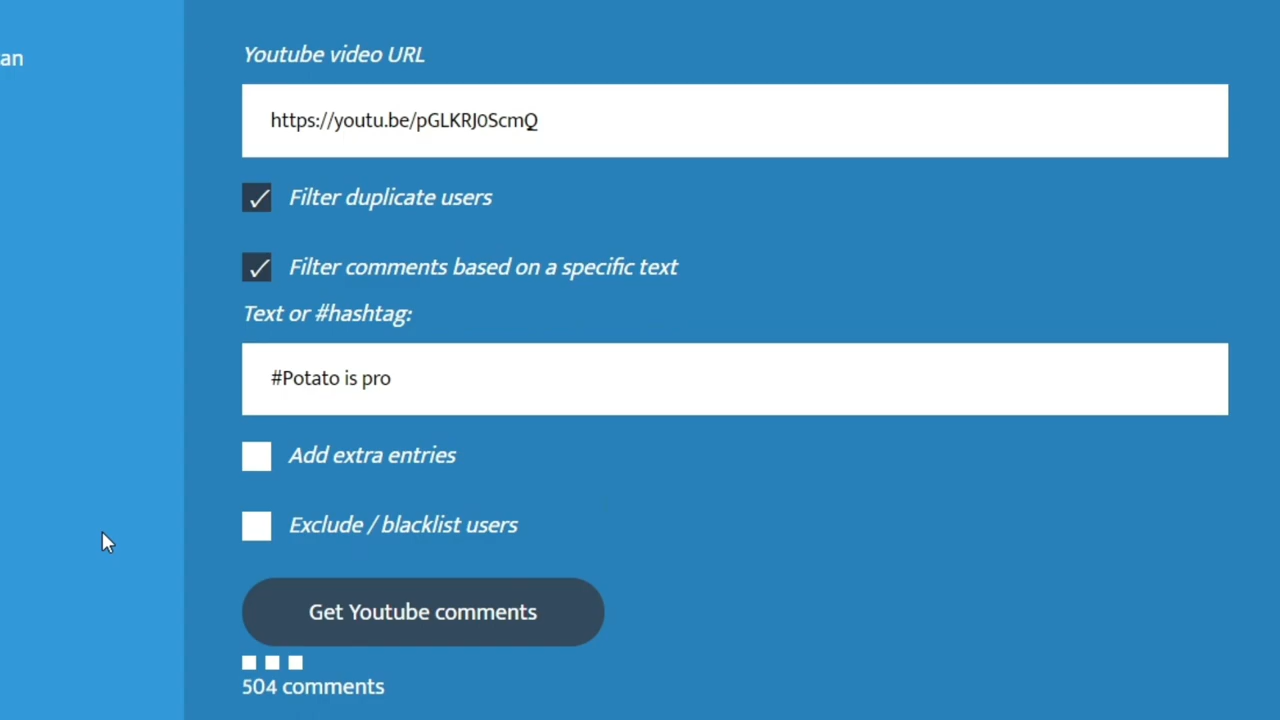 an
Youtube video URL
https://youtu.be/pGLKRJ0ScmQ
Filter duplicate users
Filter comments based on a specific text
Text or #hashtag:
#Potato is pro
Add extra entries
Exclude / blacklist users
Get Youtube comments
504 comments